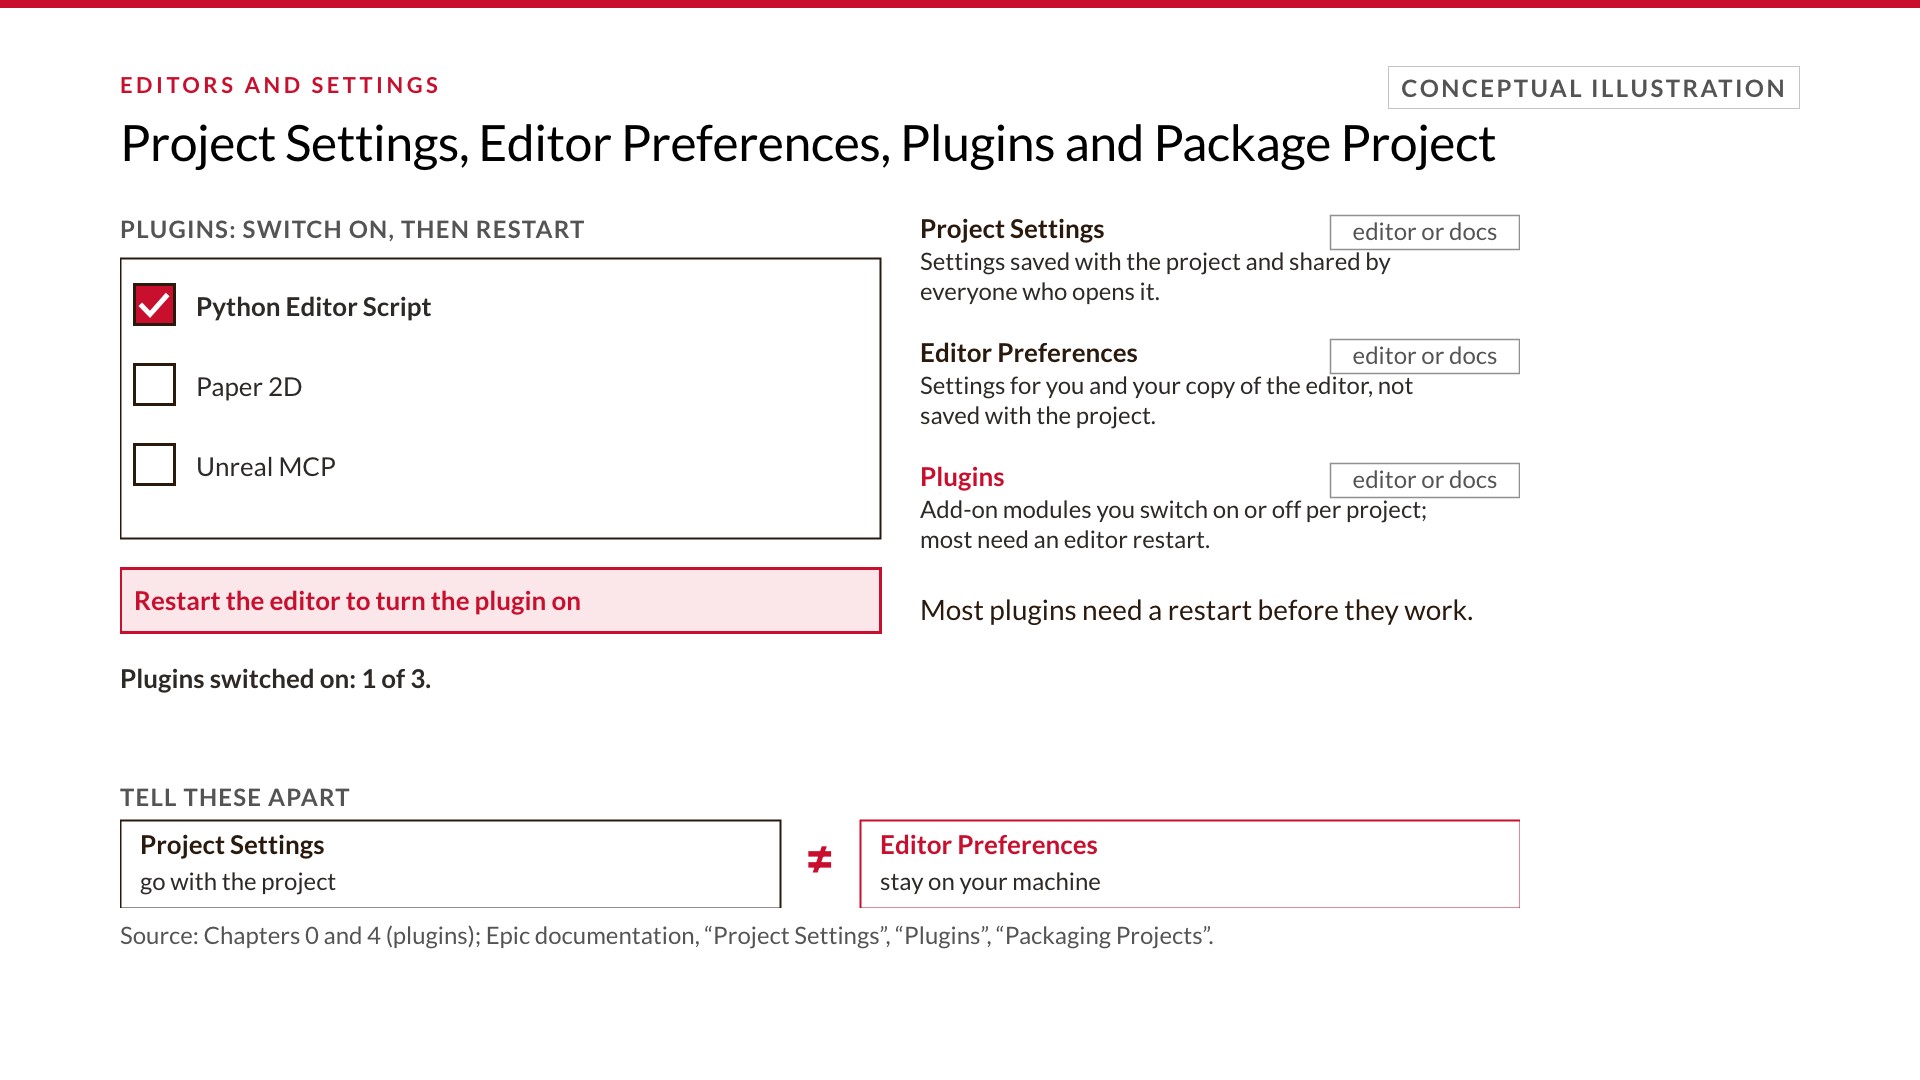 EDITORS AND SETTINGS
CONCEPTUAL ILLUSTRATION
Project Settings, Editor Preferences, Plugins and Package Project
PLUGINS: SWITCH ON, THEN RESTART
Python Editor Script
Paper 2D
Unreal MCP
Restart the editor to turn the plugin on
Plugins switched on: 1 of 3.
Project Settings
editor or docs
Settings saved with the project and shared by
everyone who opens it.
Editor Preferences
editor or docs
Settings for you and your copy of the editor, not
saved with the project.
Plugins
editor or docs
Add-on modules you switch on or off per project;
most need an editor restart.
Most plugins need a restart before they work.
TELL THESE APART
Project Settings
go with the project
≠
Editor Preferences
stay on your machine
Source: Chapters 0 and 4 (plugins); Epic documentation, “Project Settings”, “Plugins”, “Packaging Projects”.